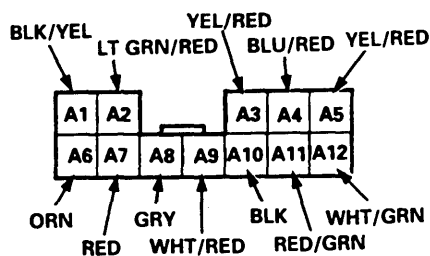 YEL/RED
BLK/YEL
LT GRN/RED
BLU/RED
YEL/RED
A1 A2 A3 A4 A5
A6 A7 A8 A9 A10 A11 A12
ORN
GRY
BLK
WHT/GRN
RED
WHT/RED
RED/GRN